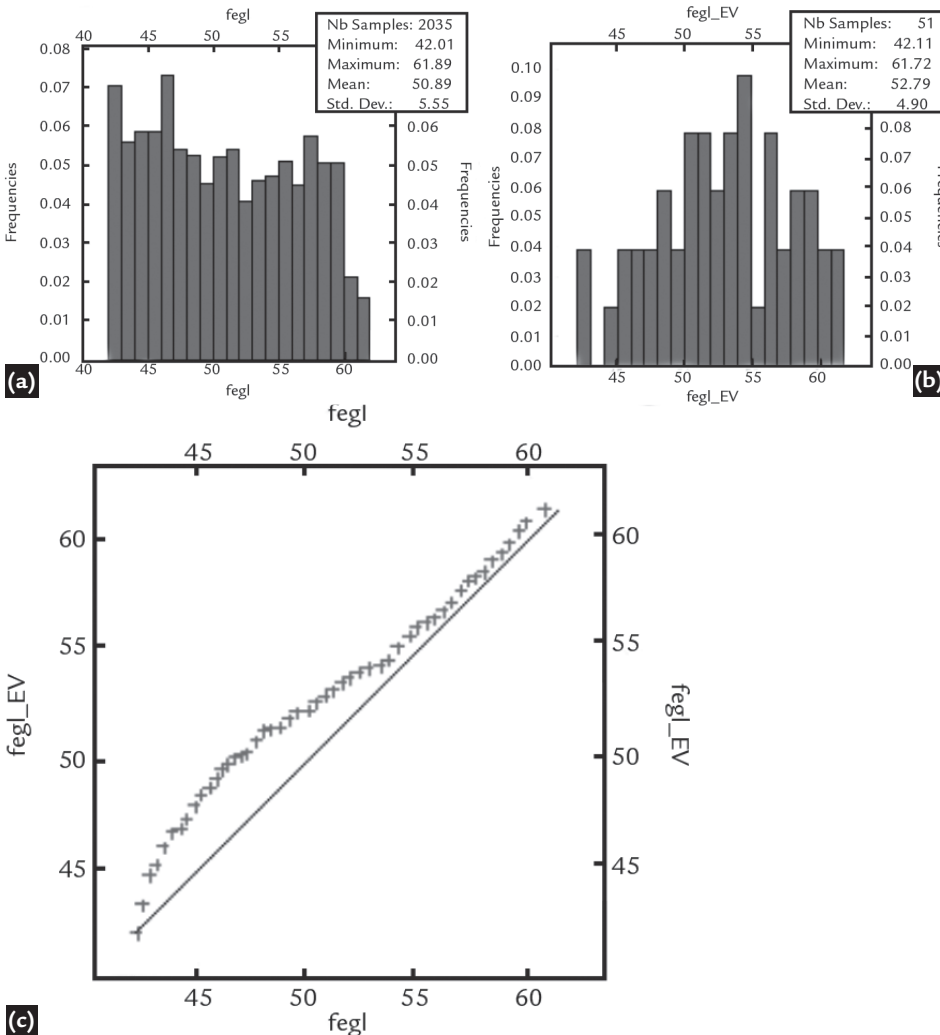 fegl
40 45 50 55
Nb Samples: 2035
Minimum: 42.01
Maximum: 61.89
Mean: 50.89
Std. Dev.: 5.55
0.08
0.07
0.06
0.05
0.04
0.03
0.02
0.01
0.00
Frequencies
0.06
0.05
0.04
0.03
0.02
0.01
0.00
Frequencies
40 45 50 55 60
fegl
(a)
fegl_EV
45 50 55
Nb Samples: 51
Minimum: 42.11
Maximum: 61.72
Mean: 52.79
Std. Dev.: 4.90
0.10
0.09
0.08
0.07
0.06
0.05
0.04
0.03
0.02
0.01
0.00
Frequencies
0.08
0.07
0.06
0.05
0.04
0.03
0.02
0.01
0.00
45 50 55 60
fegl_EV
(b)
fegl
45 50 55 60
60
55
50
45
fegl_EV
60
55
50
45
fegl_EV
45 50 55 60
fegl
(c)